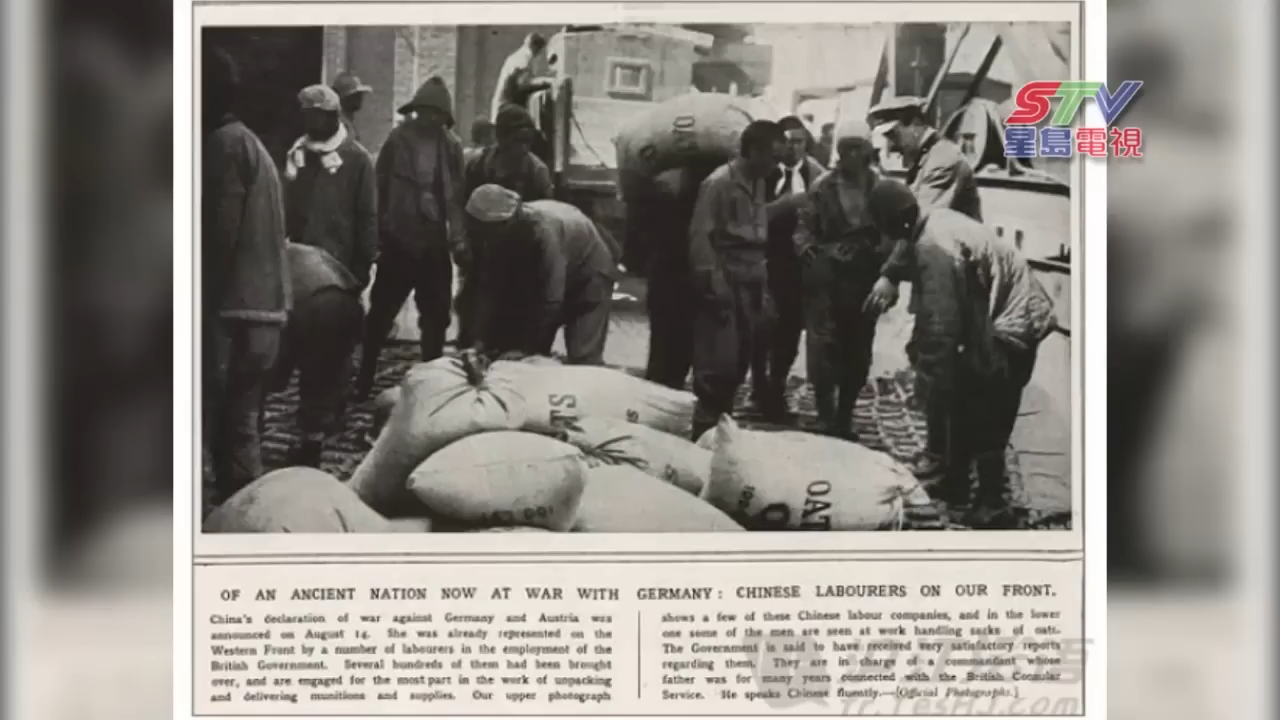 STV
星島電視
OATS
OAT
OF AN ANCIENT NATION NOW AT WAR WITH GERMANY: CHINESE LABOURERS ON OUR FRONT.
China's declaration of war against Germany and Austria was
announced on August 14. She was already represented on the
Western Front by a number of labourers in the employment of the
British Government. Several hundreds of them had been brought
over, and are engaged for the most part in the work of unpacking
and delivering munitions and supplies. Our upper photograph
shows a few of these Chinese labour companies, and in the lower
one some of the men are seen at work handling sacks of oats.
The Government is said to have received very satisfactory reports
regarding them. They are in charge of a commandant whose
father was for many years connected with the British Consular
Service. He speaks Chinese fluently.—[Official Photographs.]